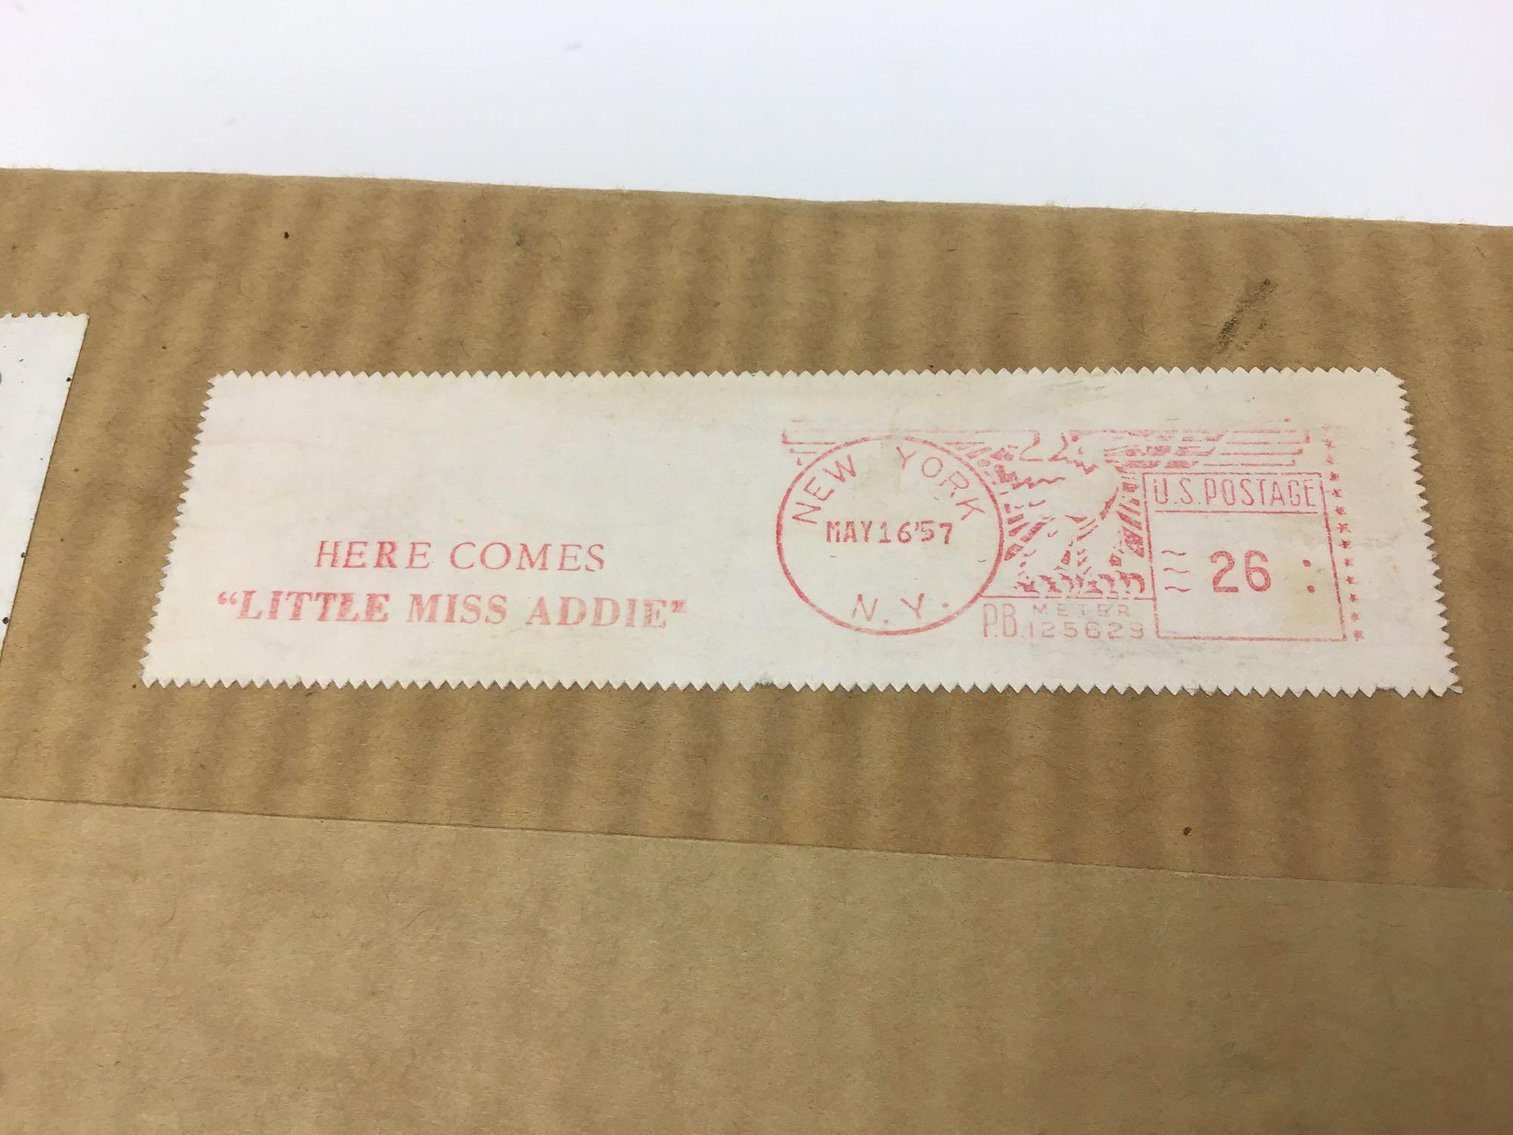 HERE COMES
"LITTLE MISS ADDIE"
NEW YORK
MAY 16'57
N.Y.
P.B. METER
125629
U.S. POSTAGE
26